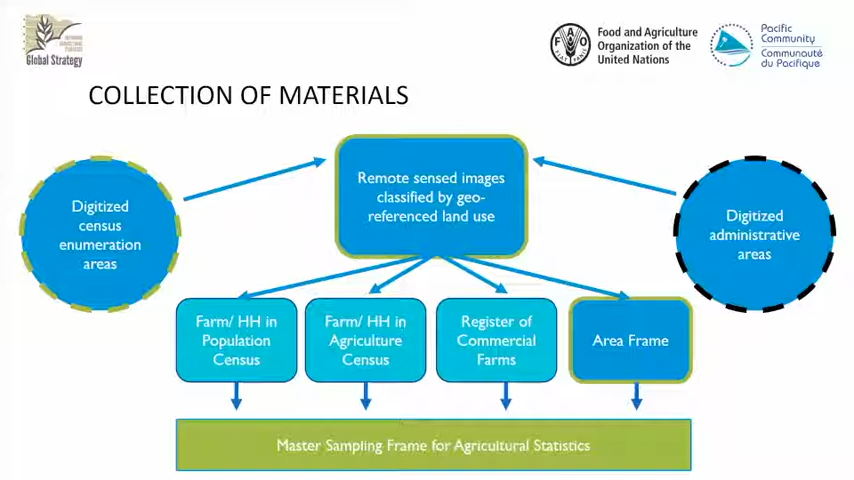 Global Strategy
Food and Agriculture
Organization of the
United Nations
Pacific
Community
Communauté
du Pacifique
COLLECTION OF MATERIALS
Digitized
census
enumeration
areas
Remote sensed images
classified by geo-
referenced land use
Digitized
administrative
areas
Farm/ HH in
Population
Census
Farm/ HH in
Agriculture
Census
Register of
Commercial
Farms
Area Frame
Master Sampling Frame for Agricultural Statistics